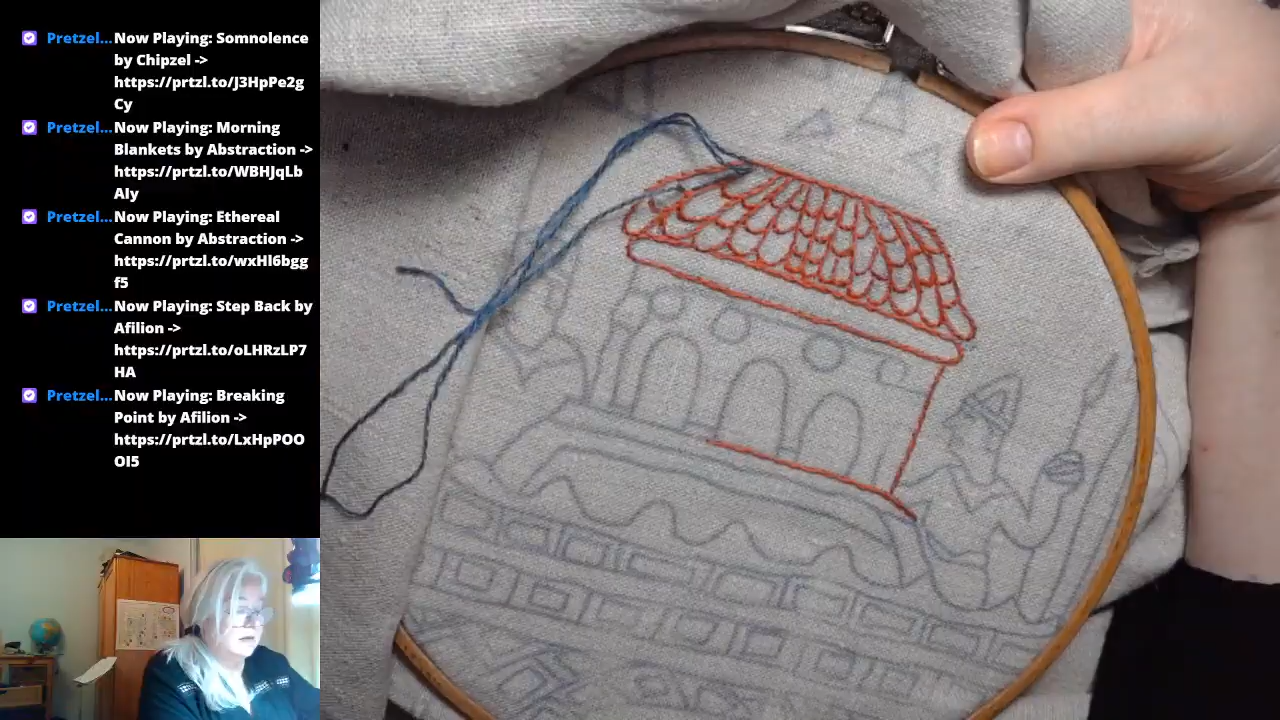 Pretzel... Now Playing: Somnolence
by Chipzel ->
https://prtzl.to/J3HpPe2g
Cy
Pretzel... Now Playing: Morning
Blankets by Abstraction ->
https://prtzl.to/WBHJqLb
Aly
Pretzel... Now Playing: Ethereal
Cannon by Abstraction ->
https://prtzl.to/wxHl6bgg
f5
Pretzel... Now Playing: Step Back by
Afilion ->
https://prtzl.to/oLHRzLP7
HA
Pretzel... Now Playing: Breaking
Point by Afilion ->
https://prtzl.to/LxHpPOO
Ol5